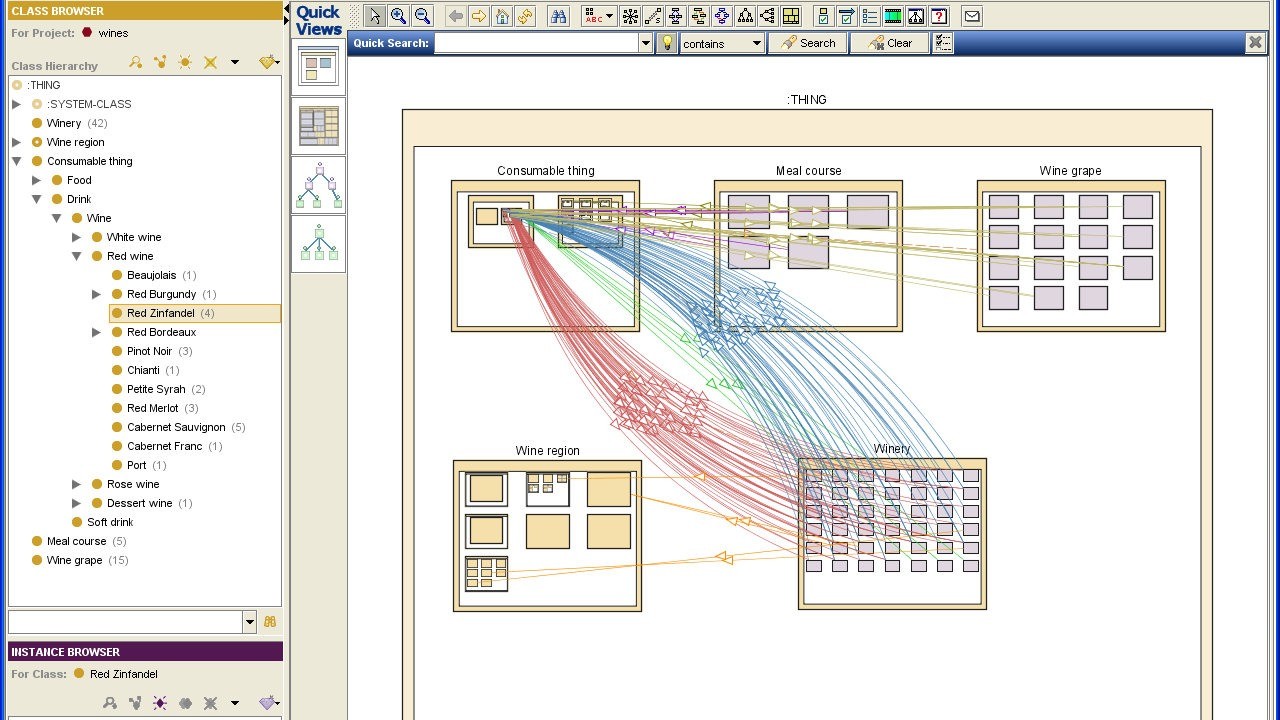 CLASS BROWSER
For Project: wines
Class Hierarchy
:THING
:SYSTEM-CLASS
Winery (42)
Wine region
Consumable thing
Food
Drink
Wine
White wine
Red wine
Beaujolais (1)
Red Burgundy (1)
Red Zinfandel (4)
Red Bordeaux
Pinot Noir (3)
Chianti (1)
Petite Syrah (2)
Red Merlot (3)
Cabernet Sauvignon (5)
Cabernet Franc (1)
Port (1)
Rose wine
Dessert wine (1)
Soft drink
Meal course (5)
Wine grape (15)
INSTANCE BROWSER
For Class: Red Zinfandel
Quick
Views
ABC
?
Quick Search: contains Search Clear
:THING
Consumable thing
Meal course
Wine grape
Wine region
Winery